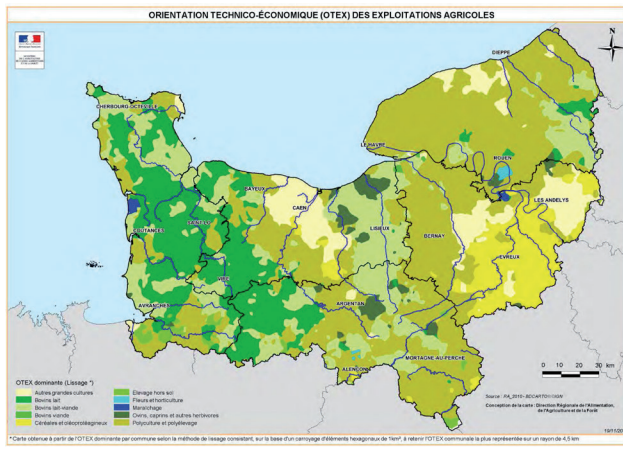 ORIENTATION TECHNICO-ÉCONOMIQUE (OTEX) DES EXPLOITATIONS AGRICOLES
N
DIEPPE
CHERBOURG-OCTEVILLE
LE HAVRE
ROUEN
BAYEUX
LES ANDELYS
CAEN
SAINT-LO
COUTANCES
LISIEUX
BERNAY
EVREUX
VIRE
AVRANCHES
ARGENTAN
MORTAGNE-AU-PERCHE
ALENÇON
0 10 20 30 km
OTEX dominante (Lissage *)
Autres grandes cultures
Bovins lait
Bovins lait-viande
Bovins viande
Céréales et oléoprotéagineux
Elevage hors sol
Fleurs et horticulture
Maraîchage
Ovins, caprins et autres herbivores
Polyculture et polyélevage
Source : RA_2010- BDCARTO©IGN
Conception de la carte : Direction Régionale de l'Alimentation,
de l'Agriculture et de la Forêt
* Carte obtenue à partir de l'OTEX dominante par commune selon la méthode de lissage consistant, sur la base d'un carroyage d'éléments hexagonaux de 1km², à retenir l'OTEX communale la plus représentée sur un rayon de 4,5 km